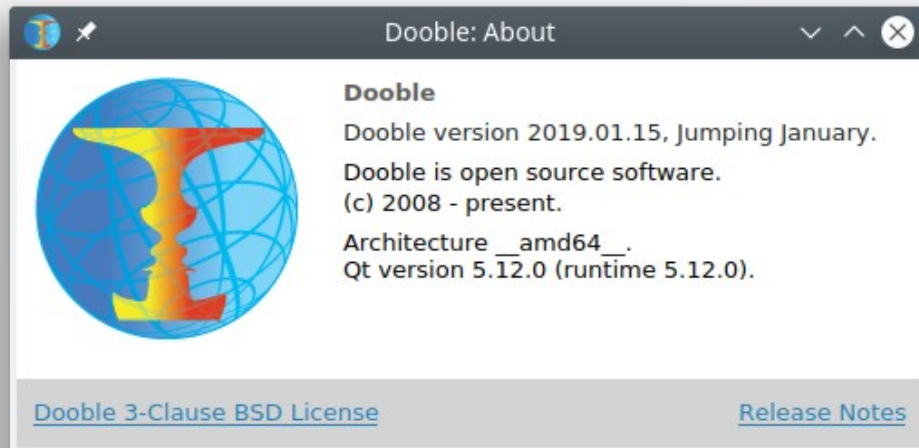 Dooble: About
Dooble
Dooble version 2019.01.15, Jumping January.
Dooble is open source software.
(c) 2008 - present.
Architecture __amd64__.
Qt version 5.12.0 (runtime 5.12.0).
Dooble 3-Clause BSD License
Release Notes